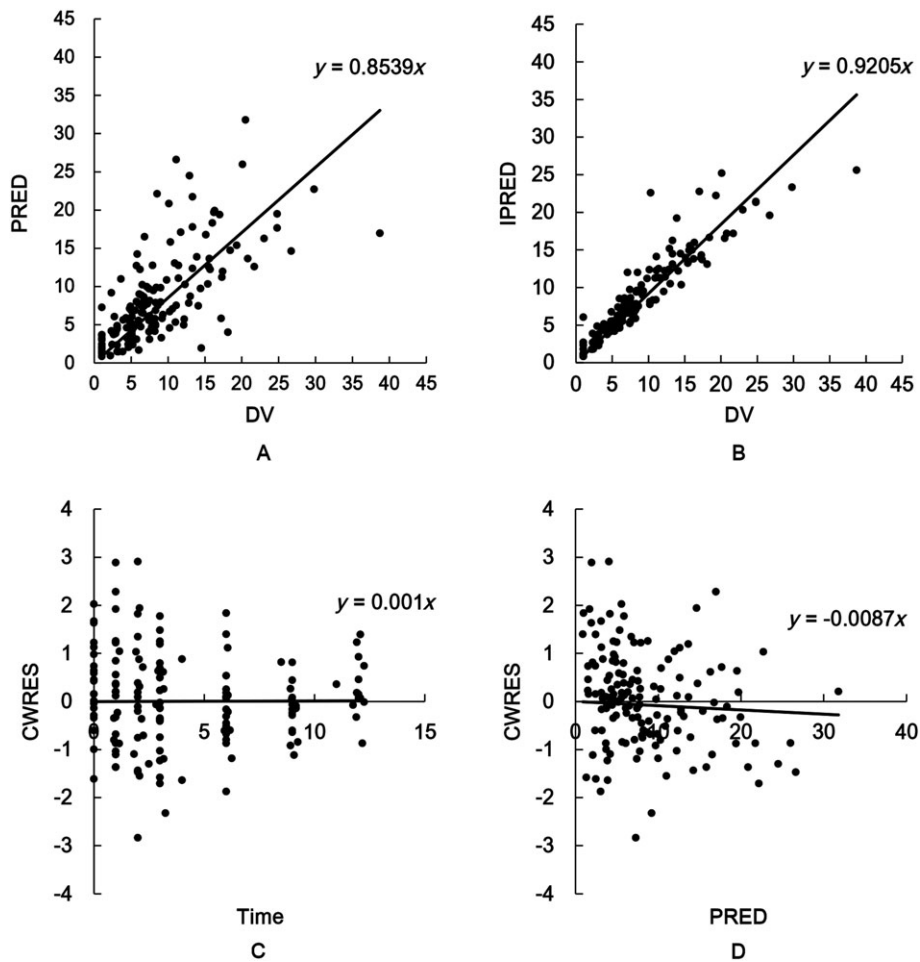 45
40
35
30
25
20
15
10
5
0
PRED
y = 0.8539x
0 5 10 15 20 25 30 35 40 45
DV
A
45
40
35
30
25
20
15
10
5
0
IPRED
y = 0.9205x
0 5 10 15 20 25 30 35 40 45
DV
B
4
3
2
1
0
-1
-2
-3
-4
CWRES
y = 0.001x
0 5 10 15
Time
C
4
3
2
1
0
-1
-2
-3
-4
CWRES
y = -0.0087x
0 10 20 30 40
PRED
D